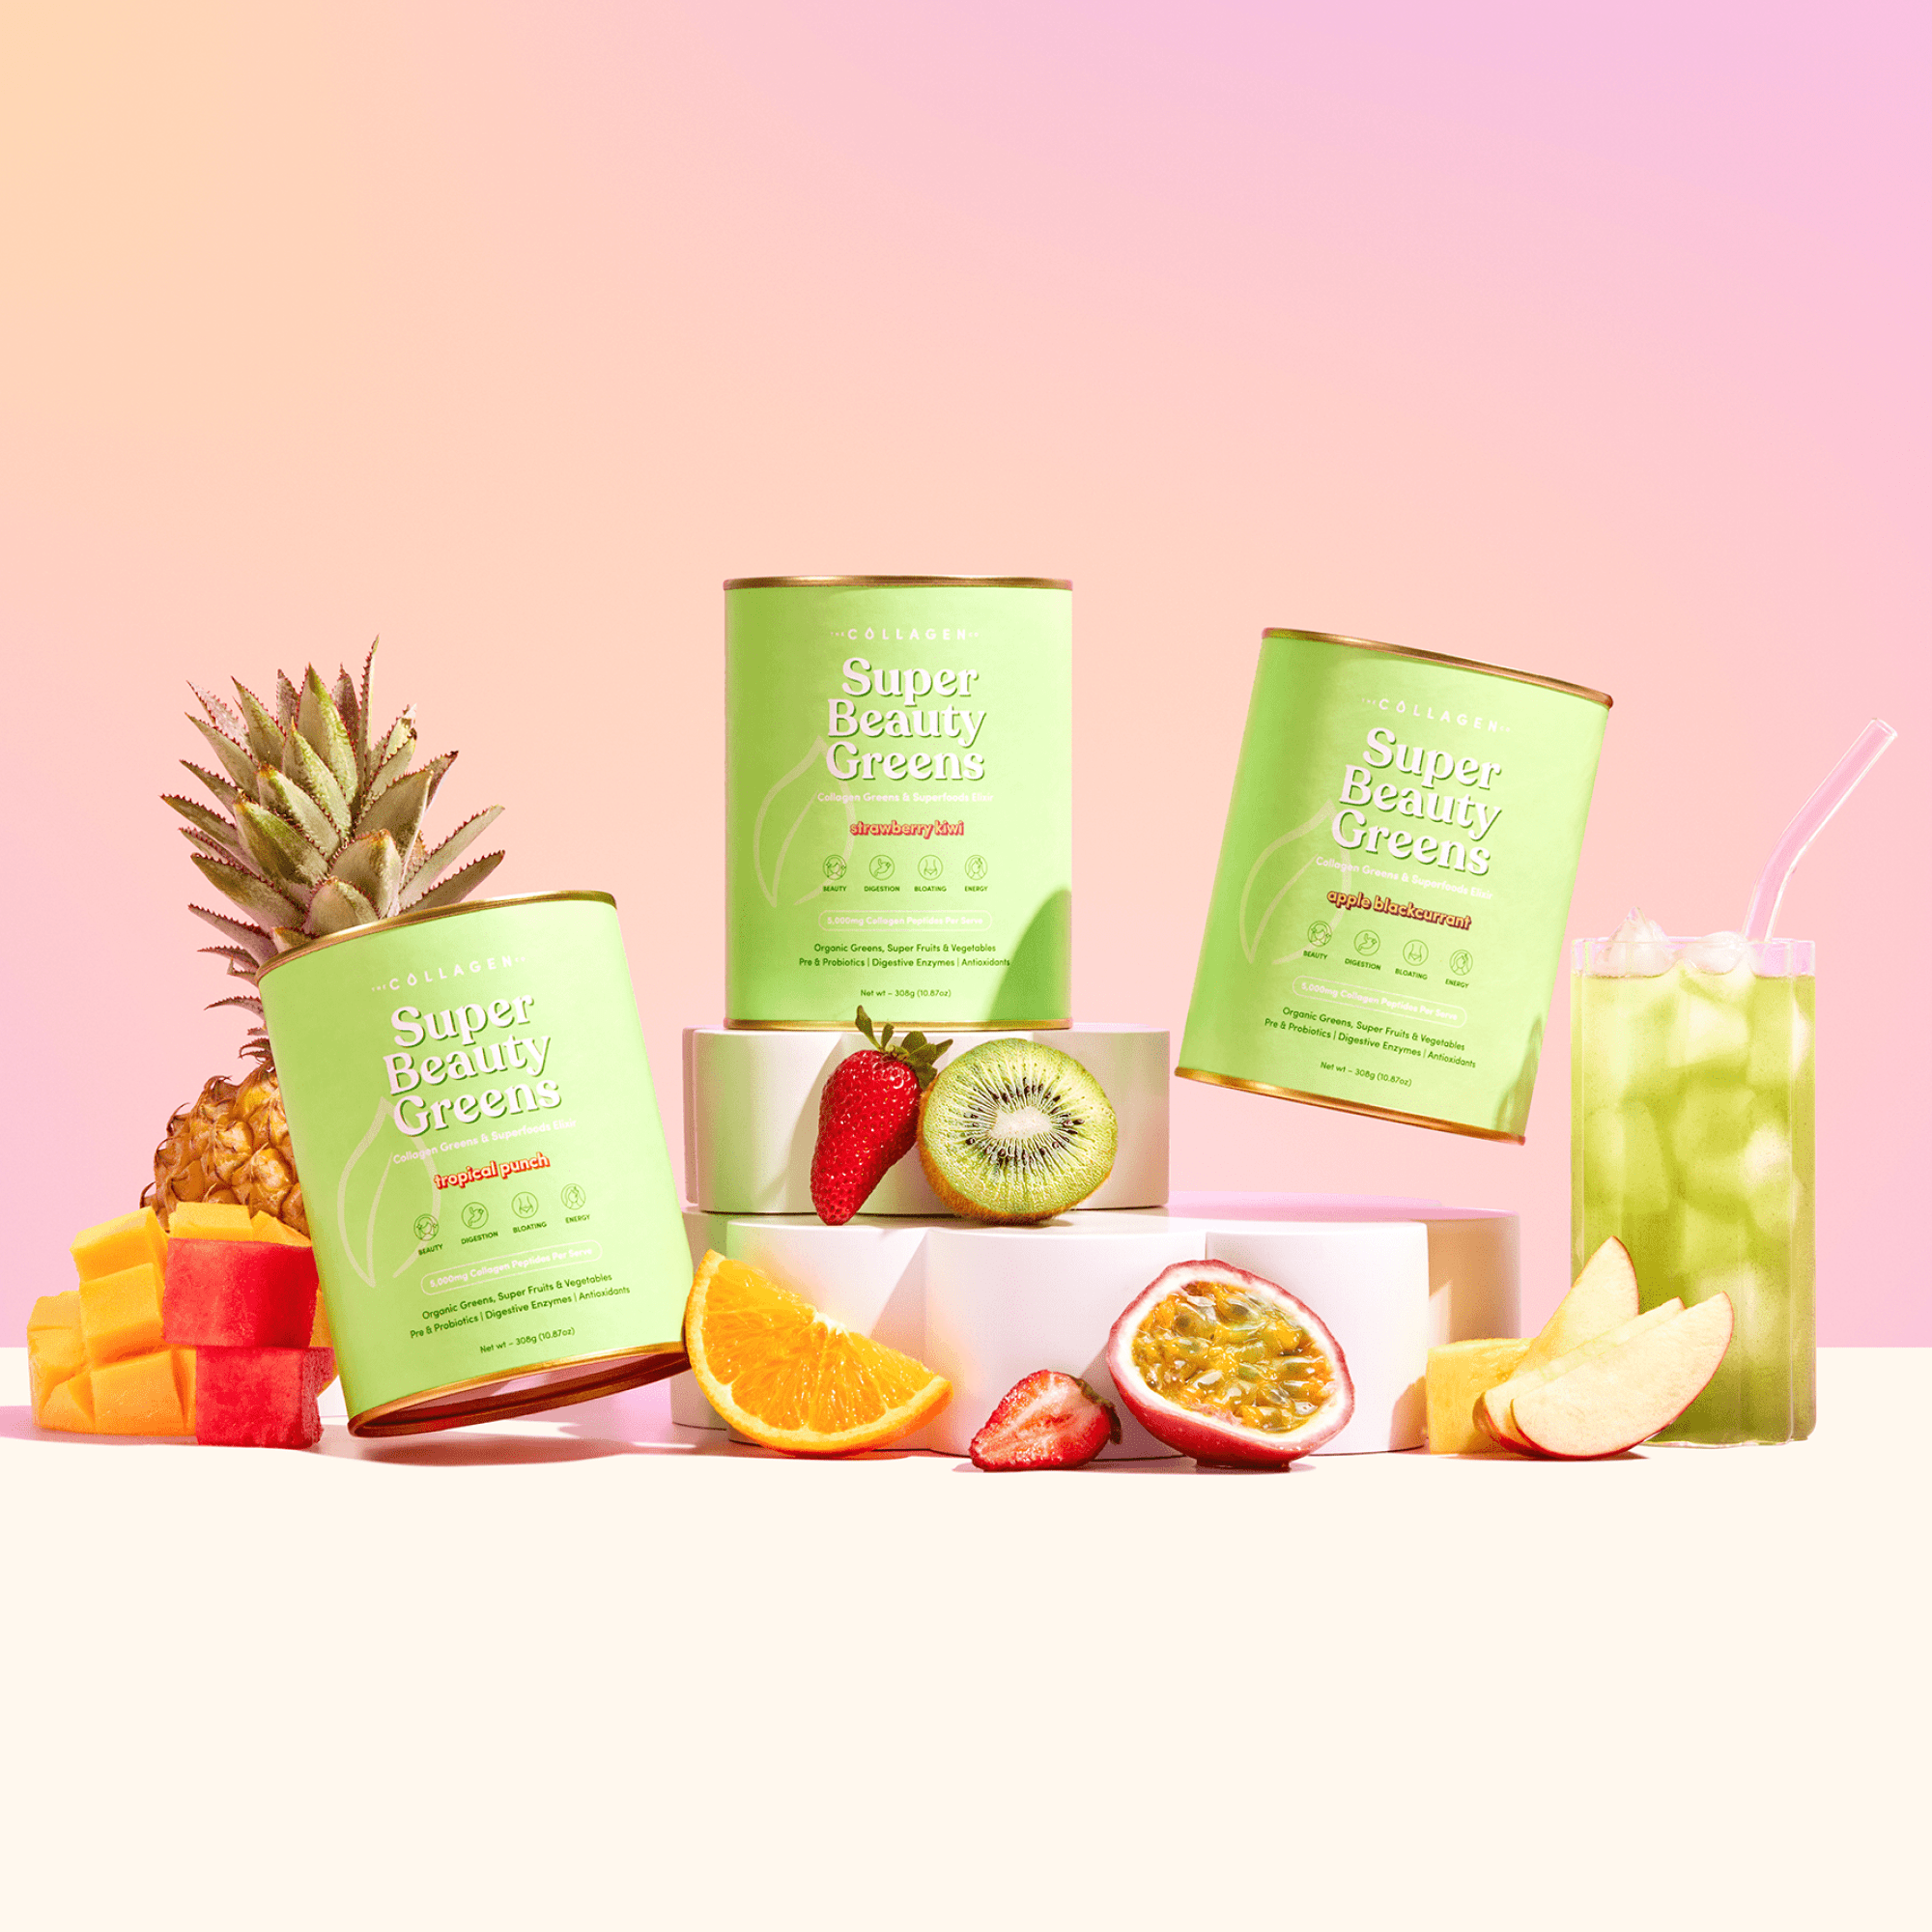 THE COLLAGEN CO
Super
Beauty
Greens
Collagen Greens & Superfoods Elixir
tropical punch
BEAUTY DIGESTION BLOATING ENERGY
5,000mg Collagen Peptides Per Serve
Organic Greens, Super Fruits & Vegetables
Pre & Probiotics | Digestive Enzymes | Antioxidants
Net wt – 308g (10.87oz)
THE COLLAGEN CO
Super
Beauty
Greens
Collagen Greens & Superfoods Elixir
strawberry kiwi
BEAUTY DIGESTION BLOATING ENERGY
5,000mg Collagen Peptides Per Serve
Organic Greens, Super Fruits & Vegetables
Pre & Probiotics | Digestive Enzymes | Antioxidants
Net wt – 308g (10.87oz)
THE COLLAGEN CO
Super
Beauty
Greens
Collagen Greens & Superfoods Elixir
apple blackcurrant
BEAUTY DIGESTION BLOATING ENERGY
5,000mg Collagen Peptides Per Serve
Organic Greens, Super Fruits & Vegetables
Pre & Probiotics | Digestive Enzymes | Antioxidants
Net wt – 308g (10.87oz)